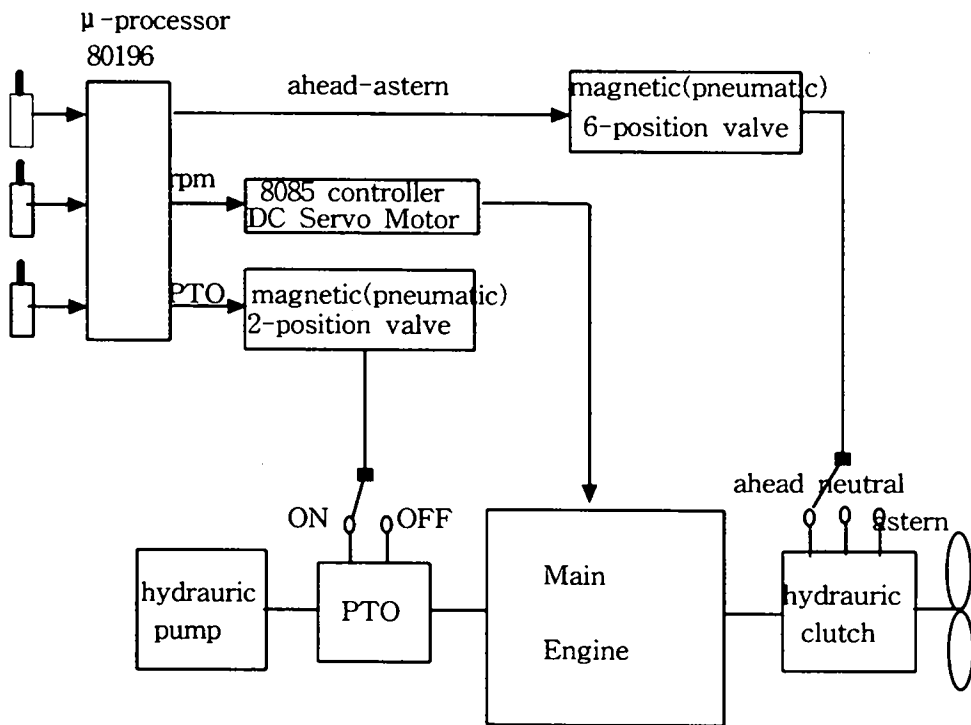 μ-processor
80196
ahead-astern
magnetic(pneumatic)
6-position valve
rpm
8085 controller
DC Servo Motor
PTO
magnetic(pneumatic)
2-position valve
ahead neutral
astern
ON
OFF
hydrauric
pump
PTO
Main
Engine
hydrauric
clutch